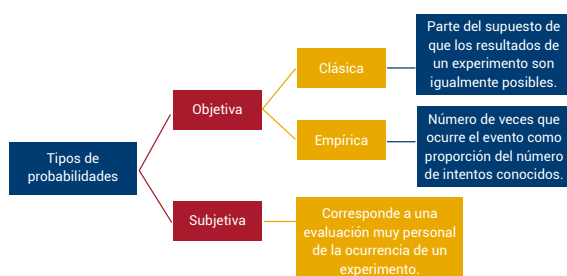 Tipos de
probabilidades
Objetiva
Clásica
Parte del supuesto de
que los resultados de
un experimento son
igualmente posibles.
Empírica
Número de veces que
ocurre el evento como
proporción del número
de intentos conocidos.
Subjetiva
Corresponde a una
evaluación muy personal
de la ocurrencia de un
experimento.